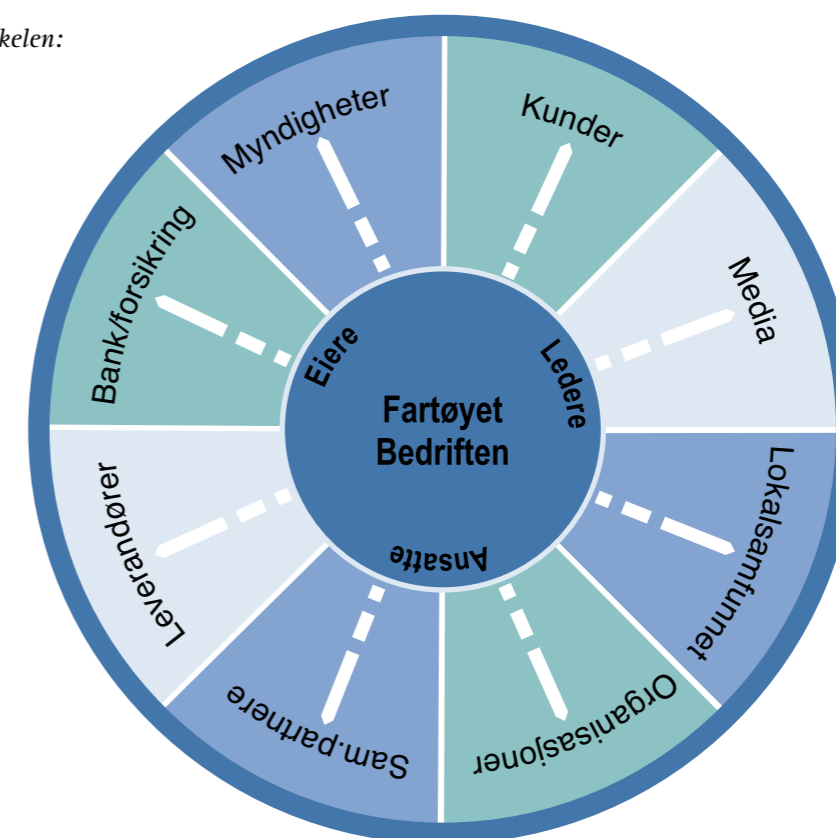 kelen:
Myndigheter
Kunder
Media
Lokalsamfunnet
Organisasjoner
Sam.partnere
Leverandører
Bank/forsikring
Eiere
Ledere
Ansatte
Fartøyet
Bedriften